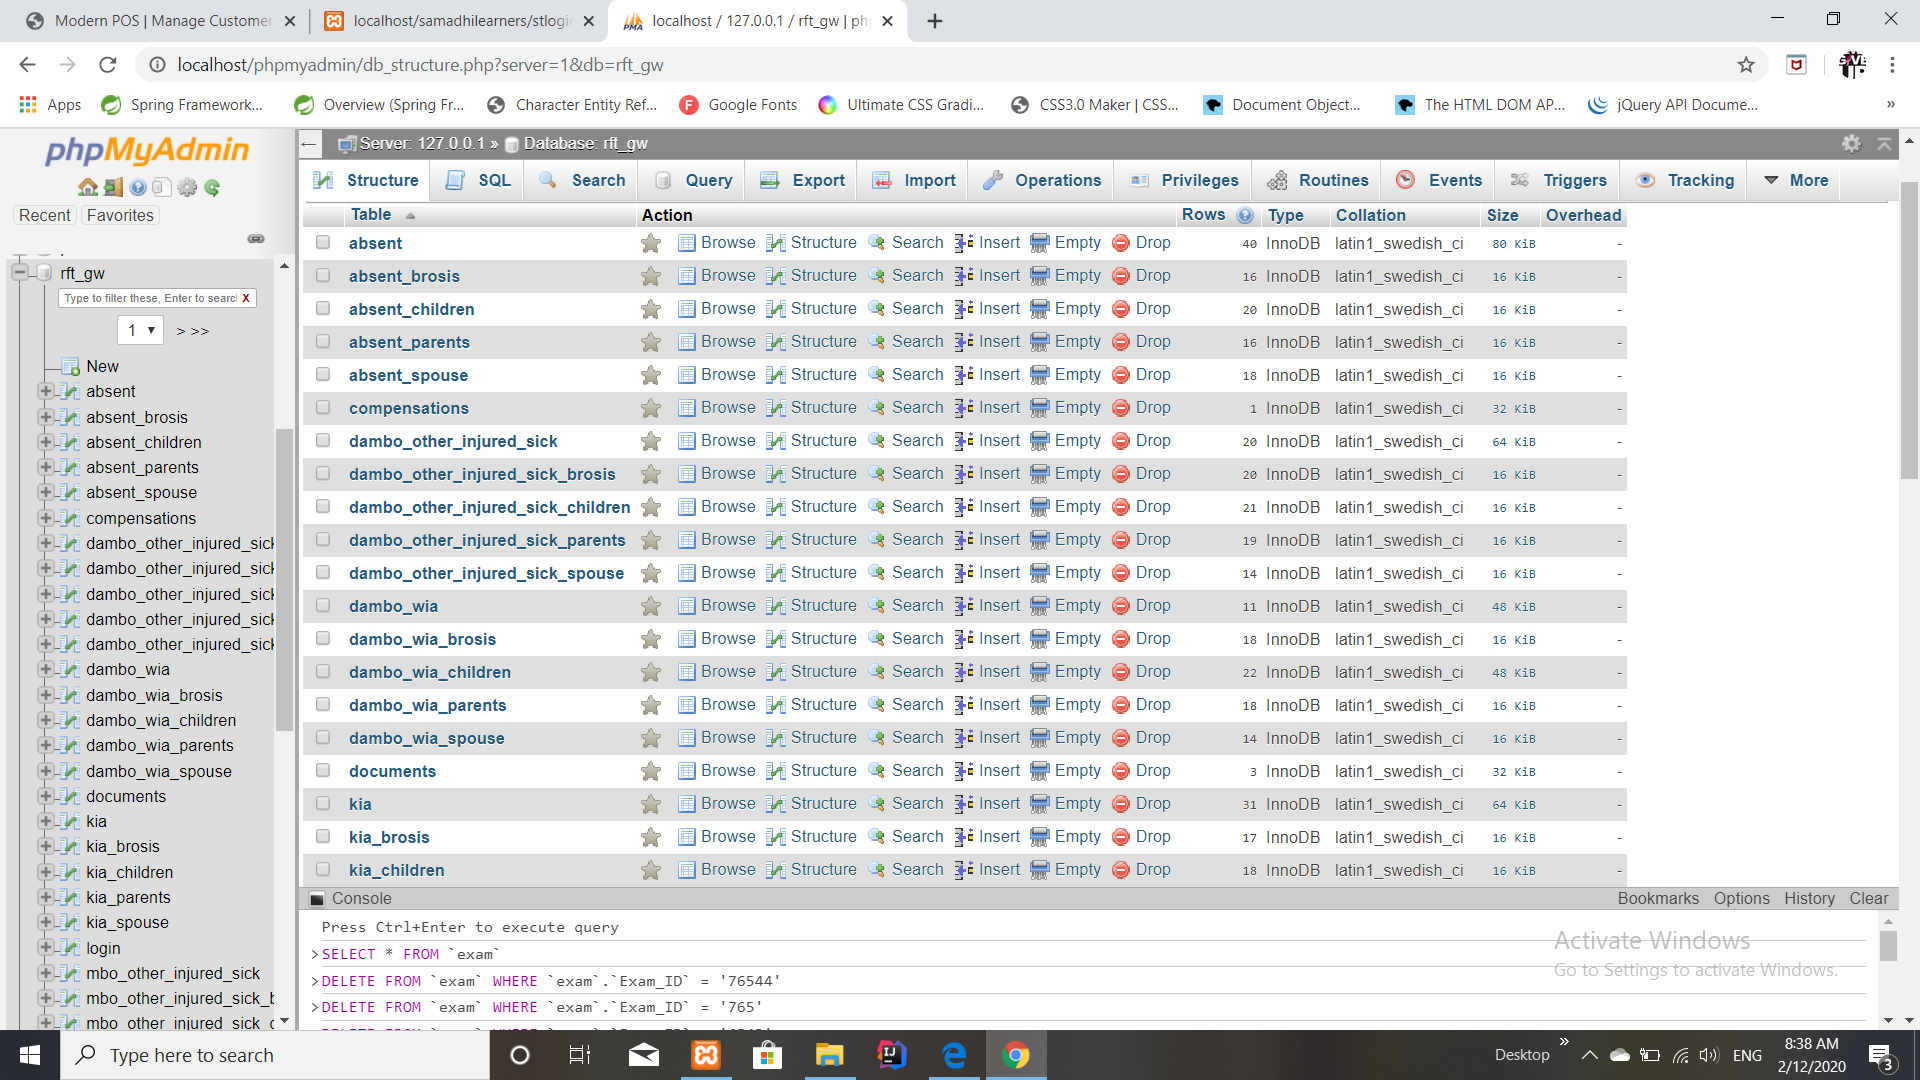 Modern POS | Manage Customer
localhost/samadhilearners/stlogi
localhost / 127.0.0.1 / rft_gw | ph
localhost/phpmyadmin/db_structure.php?server=1&db=rft_gw
Apps Spring Framework... Overview (Spring Fr... Character Entity Ref... Google Fonts Ultimate CSS Gradi... CSS3.0 Maker | CSS... Document Object... The HTML DOM AP... jQuery API Docume... »
phpMyAdmin
Recent Favorites
rft_gw
Type to filter these, Enter to search X
1 > >>
New
absent
absent_brosis
absent_children
absent_parents
absent_spouse
compensations
dambo_other_injured_sick
dambo_other_injured_sick
dambo_other_injured_sick
dambo_other_injured_sick
dambo_other_injured_sick
dambo_wia
dambo_wia_brosis
dambo_wia_children
dambo_wia_parents
dambo_wia_spouse
documents
kia
kia_brosis
kia_children
kia_parents
kia_spouse
login
mbo_other_injured_sick
mbo_other_injured_sick_b
mbo_other_injured_sick_c
Server: 127.0.0.1 » Database: rft_gw
Structure SQL Search Query Export Import Operations Privileges Routines Events Triggers Tracking More
Table Action Rows Type Collation Size Overhead
absent Browse Structure Search Insert Empty Drop 40 InnoDB latin1_swedish_ci 80 KiB -
absent_brosis Browse Structure Search Insert Empty Drop 16 InnoDB latin1_swedish_ci 16 KiB -
absent_children Browse Structure Search Insert Empty Drop 20 InnoDB latin1_swedish_ci 16 KiB -
absent_parents Browse Structure Search Insert Empty Drop 16 InnoDB latin1_swedish_ci 16 KiB -
absent_spouse Browse Structure Search Insert Empty Drop 18 InnoDB latin1_swedish_ci 16 KiB -
compensations Browse Structure Search Insert Empty Drop 1 InnoDB latin1_swedish_ci 32 KiB -
dambo_other_injured_sick Browse Structure Search Insert Empty Drop 20 InnoDB latin1_swedish_ci 64 KiB -
dambo_other_injured_sick_brosis Browse Structure Search Insert Empty Drop 20 InnoDB latin1_swedish_ci 16 KiB -
dambo_other_injured_sick_children Browse Structure Search Insert Empty Drop 21 InnoDB latin1_swedish_ci 16 KiB -
dambo_other_injured_sick_parents Browse Structure Search Insert Empty Drop 19 InnoDB latin1_swedish_ci 16 KiB -
dambo_other_injured_sick_spouse Browse Structure Search Insert Empty Drop 14 InnoDB latin1_swedish_ci 16 KiB -
dambo_wia Browse Structure Search Insert Empty Drop 11 InnoDB latin1_swedish_ci 48 KiB -
dambo_wia_brosis Browse Structure Search Insert Empty Drop 18 InnoDB latin1_swedish_ci 16 KiB -
dambo_wia_children Browse Structure Search Insert Empty Drop 22 InnoDB latin1_swedish_ci 48 KiB -
dambo_wia_parents Browse Structure Search Insert Empty Drop 18 InnoDB latin1_swedish_ci 16 KiB -
dambo_wia_spouse Browse Structure Search Insert Empty Drop 14 InnoDB latin1_swedish_ci 16 KiB -
documents Browse Structure Search Insert Empty Drop 3 InnoDB latin1_swedish_ci 32 KiB -
kia Browse Structure Search Insert Empty Drop 31 InnoDB latin1_swedish_ci 64 KiB -
kia_brosis Browse Structure Search Insert Empty Drop 17 InnoDB latin1_swedish_ci 16 KiB -
kia_children Browse Structure Search Insert Empty Drop 18 InnoDB latin1_swedish_ci 16 KiB -
Console Bookmarks Options History Clear
Press Ctrl+Enter to execute query
>SELECT * FROM `exam`
>DELETE FROM `exam` WHERE `exam`.`Exam_ID` = '76544'
>DELETE FROM `exam` WHERE `exam`.`Exam_ID` = '765'
Activate Windows
Go to Settings to activate Windows.
Type here to search
Desktop » ENG
8:38 AM
2/12/2020
3